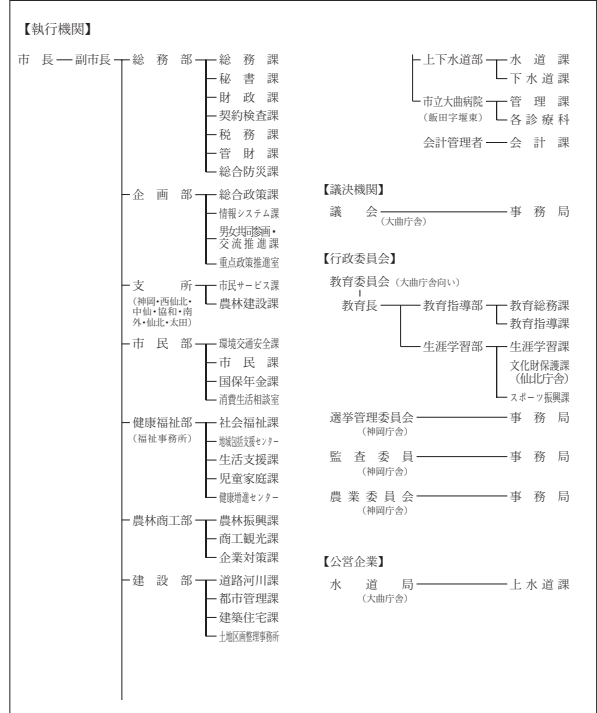 【執行機関】
市長 副市長 総務部 総務課
秘書課
財政課
契約検査課
税務課
管財課
総合防災課
企画部 総合政策課
情報システム課
男女共同参画・
交流推進課
重点政策推進室
支所 市民サービス課
(神岡・西仙北・
中仙・協和・南
外・仙北・太田)
農林建設課
市民部 環境交通安全課
市民課
国保年金課
消費生活相談室
健康福祉部 社会福祉課
(福祉事務所)
地域包括支援センター
生活支援課
児童家庭課
健康増進センター
農林商工部 農林振興課
商工観光課
企業対策課
建設部 道路河川課
都市管理課
建築住宅課
土地区画整理事務所
上下水道部 水道課
下水道課
市立大曲病院 管理課
(飯田字堰東)
各診療科
会計管理者 会計課
【議決機関】
議会 事務局
(大曲庁舎)
【行政委員会】
教育委員会(大曲庁舎向い)
教育長 教育指導部 教育総務課
教育指導課
生涯学習部 生涯学習課
文化財保護課
(仙北庁舎)
スポーツ振興課
選挙管理委員会 事務局
(神岡庁舎)
監査委員 事務局
(神岡庁舎)
農業委員会 事務局
(神岡庁舎)
【公営企業】
水道局 上水道課
(大曲庁舎)